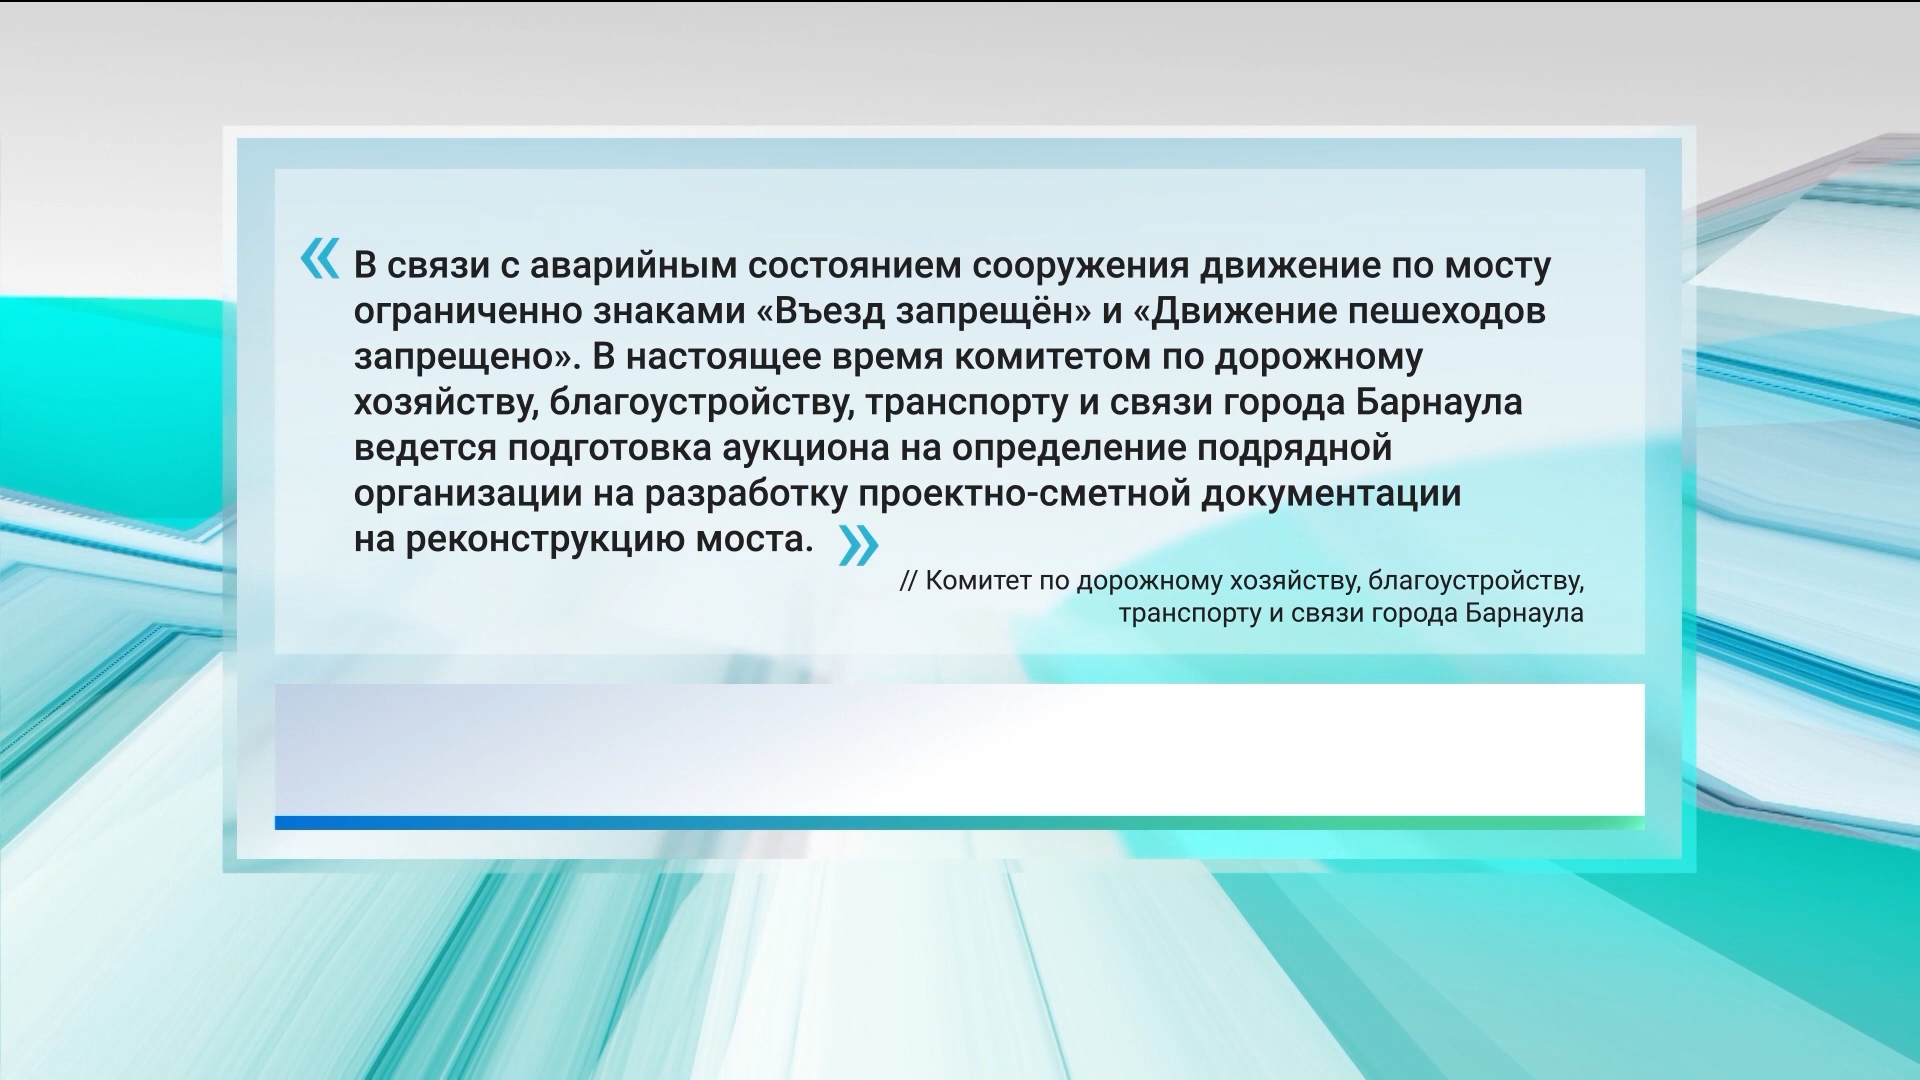 « В связи с аварийным состоянием сооружения движение по мосту
ограниченно знаками «Въезд запрещён» и «Движение пешеходов
запрещено». В настоящее время комитетом по дорожному
хозяйству, благоустройству, транспорту и связи города Барнаула
ведется подготовка аукциона на определение подрядной
организации на разработку проектно-сметной документации
на реконструкцию моста. »
// Комитет по дорожному хозяйству, благоустройству,
транспорту и связи города Барнаула